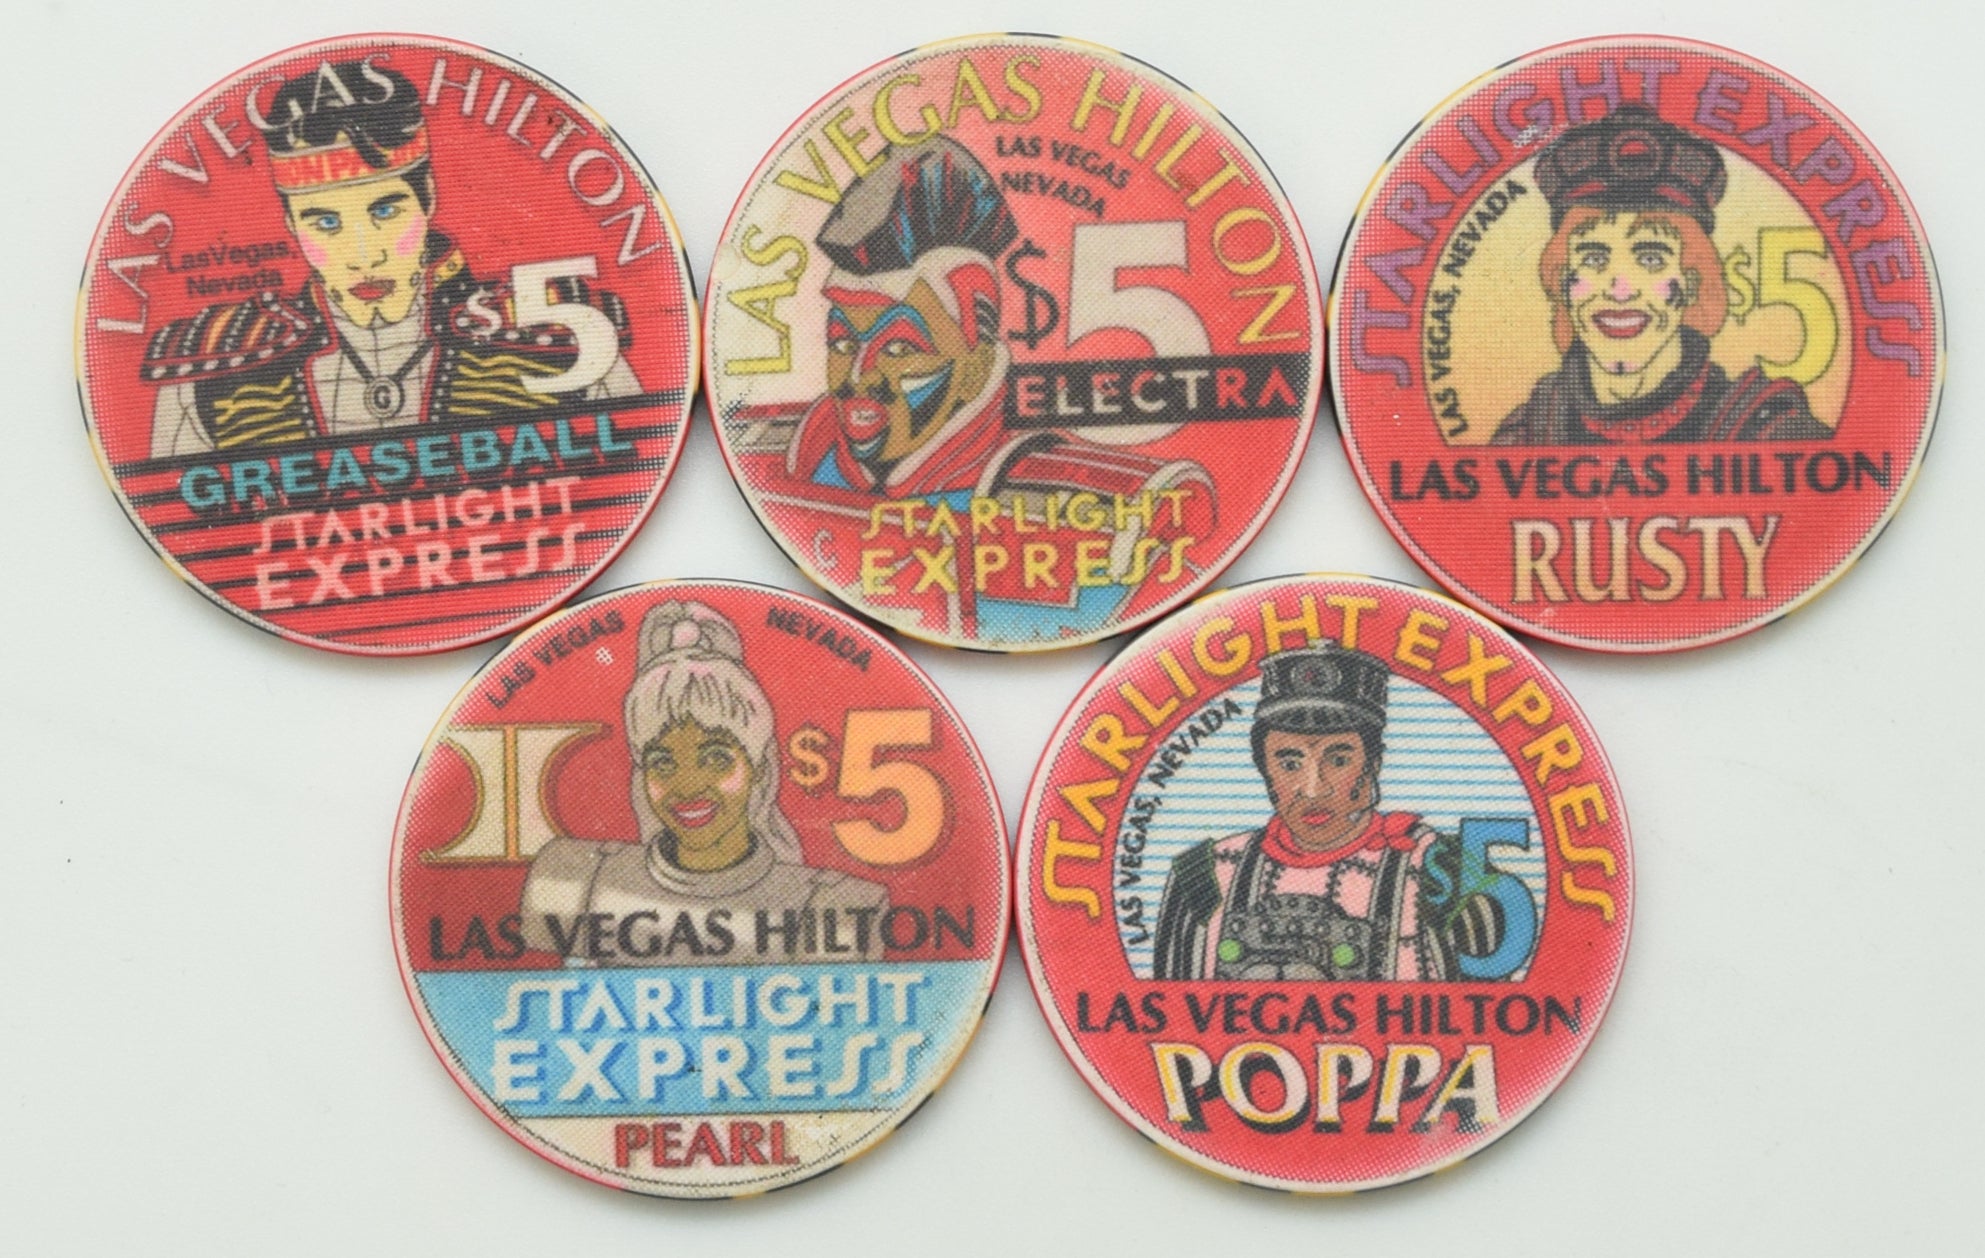 LAS VEGAS HILTON
LasVegas,
Nevada
$5
G
GREASEBALL
STARLIGHT
EXPRESS
LAS VEGAS HILTON
LAS VEGAS
NEVADA
$5
ELECTRA
C
STARLIGHT
EXPRESS
STARLIGHT EXPRESS
LAS VEGAS, NEVADA
$5
LAS VEGAS HILTON
RUSTY
LAS VEGAS NEVADA
I
$5
LAS VEGAS HILTON
STARLIGHT
EXPRESS
PEARL
STARLIGHT EXPRESS
LAS VEGAS, NEVADA
$5
LAS VEGAS HILTON
POPPA